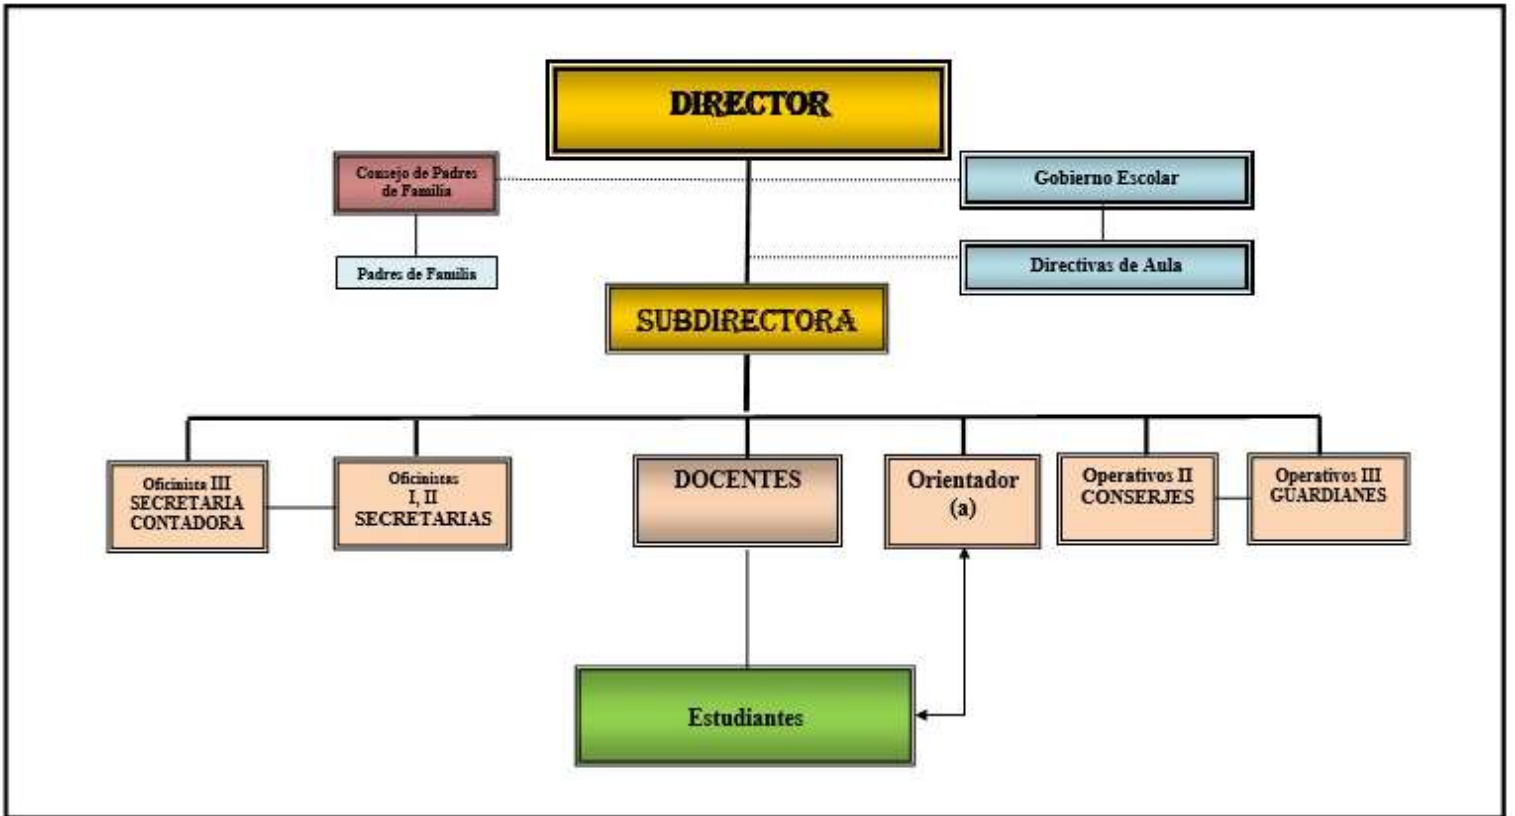 DIRECTOR
Consejo de Padres
de Familia
Gobierno Escolar
Padres de Familia
Directivas de Aula
SUBDIRECTORA
Oficinista III
SECRETARIA
CONTADORA
Oficinistas
I, II
SECRETARIAS
DOCENTES
Orientador
(a)
Operativos II
CONSERJES
Operativos III
GUARDIANES
Estudiantes